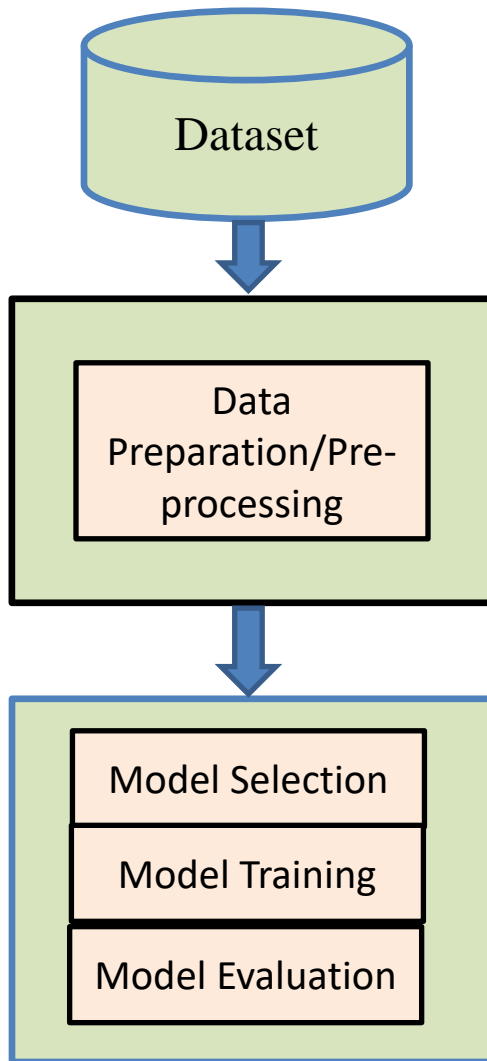 Dataset
Data
Preparation/Pre-
processing
Model Selection
Model Training
Model Evaluation